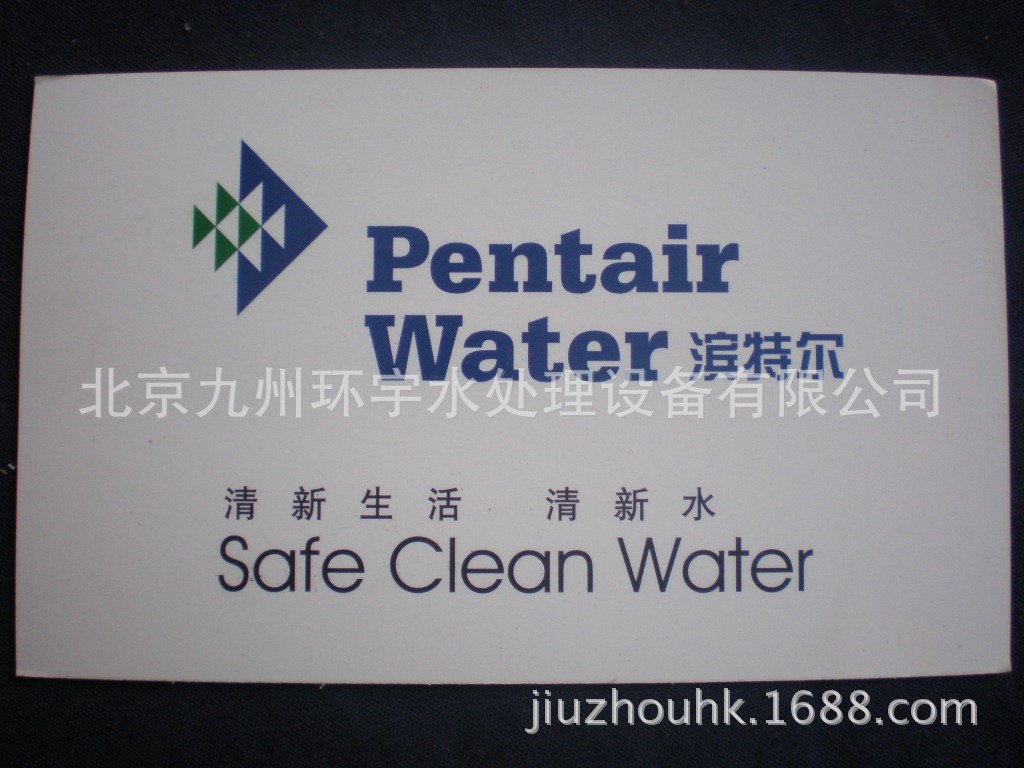 Pentair
Water 滨特尔
北京九州环宇水处理设备有限公司
清新生活 清新水
Safe Clean Water
jiuzhouhk.1688.com